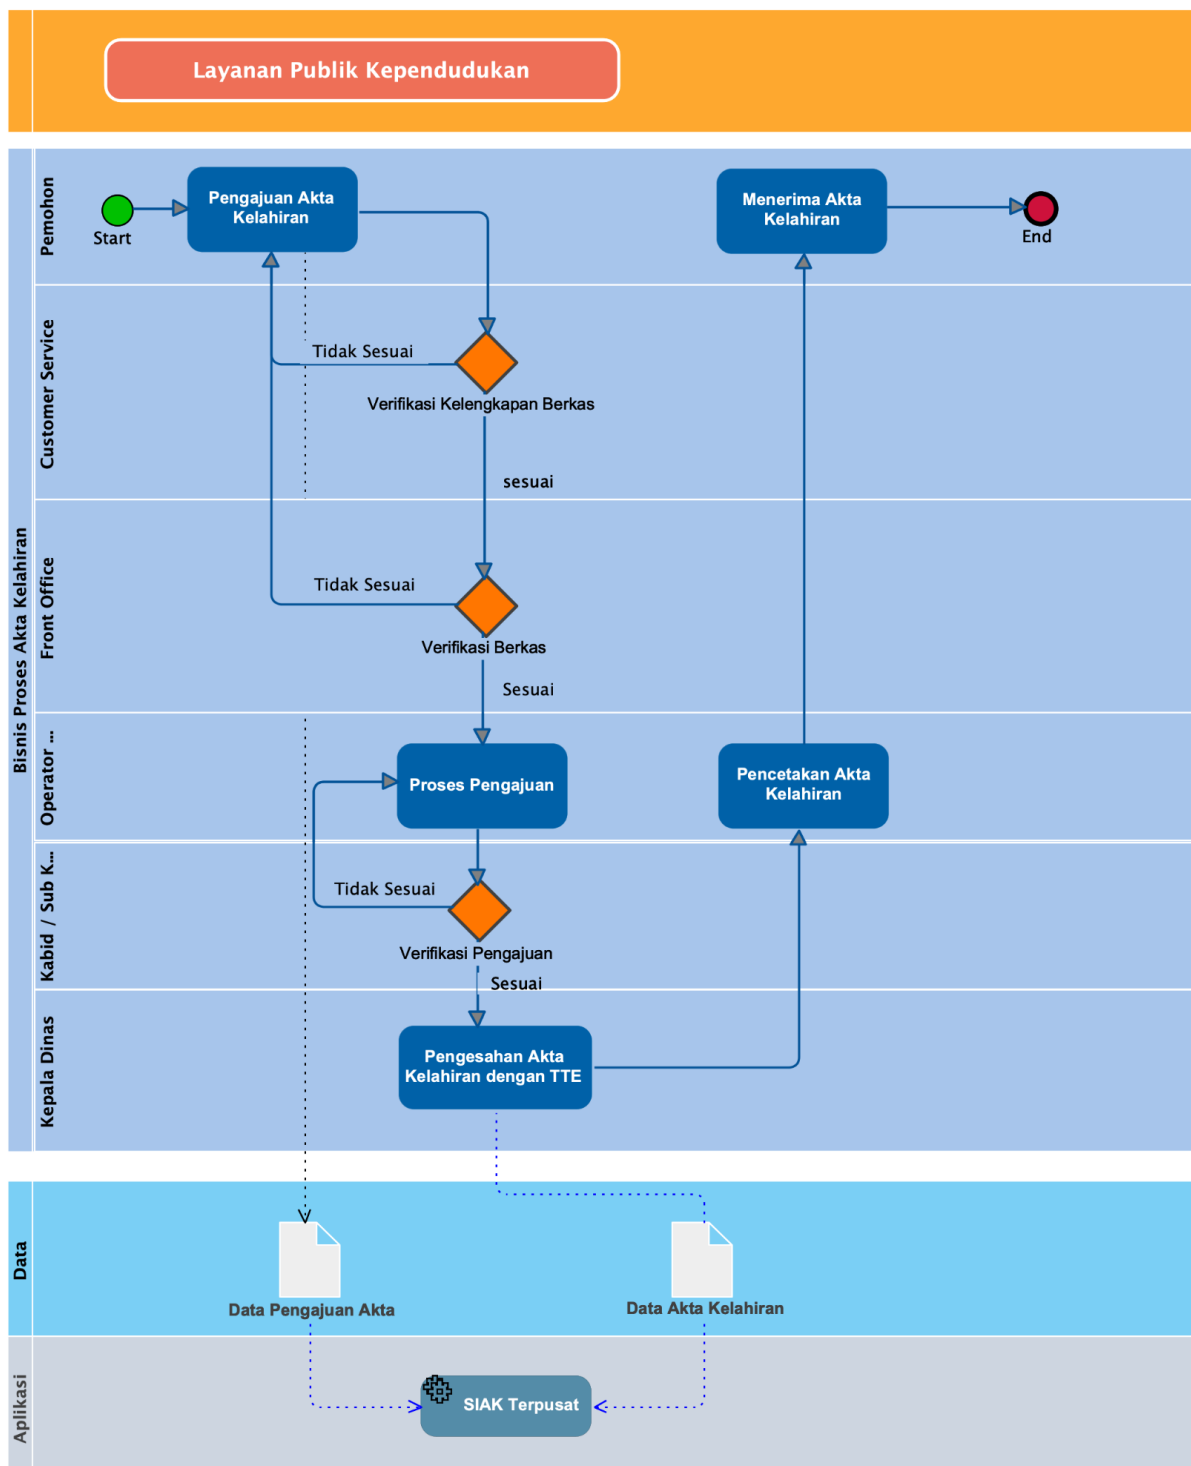 Layanan Publik Kependudukan
Bisnis Proses Akta Kelahiran
Pemohon
Start
Pengajuan Akta
Kelahiran
Menerima Akta
Kelahiran
End
Customer Service
Tidak Sesuai
Verifikasi Kelengkapan Berkas
sesuai
Front Office
Tidak Sesuai
Verifikasi Berkas
Sesuai
Operator ...
Proses Pengajuan
Pencetakan Akta
Kelahiran
Kabid / Sub K...
Tidak Sesuai
Verifikasi Pengajuan
Sesuai
Kepala Dinas
Pengesahan Akta
Kelahiran dengan TTE
Data
Data Pengajuan Akta
Data Akta Kelahiran
Aplikasi
SIAK Terpusat